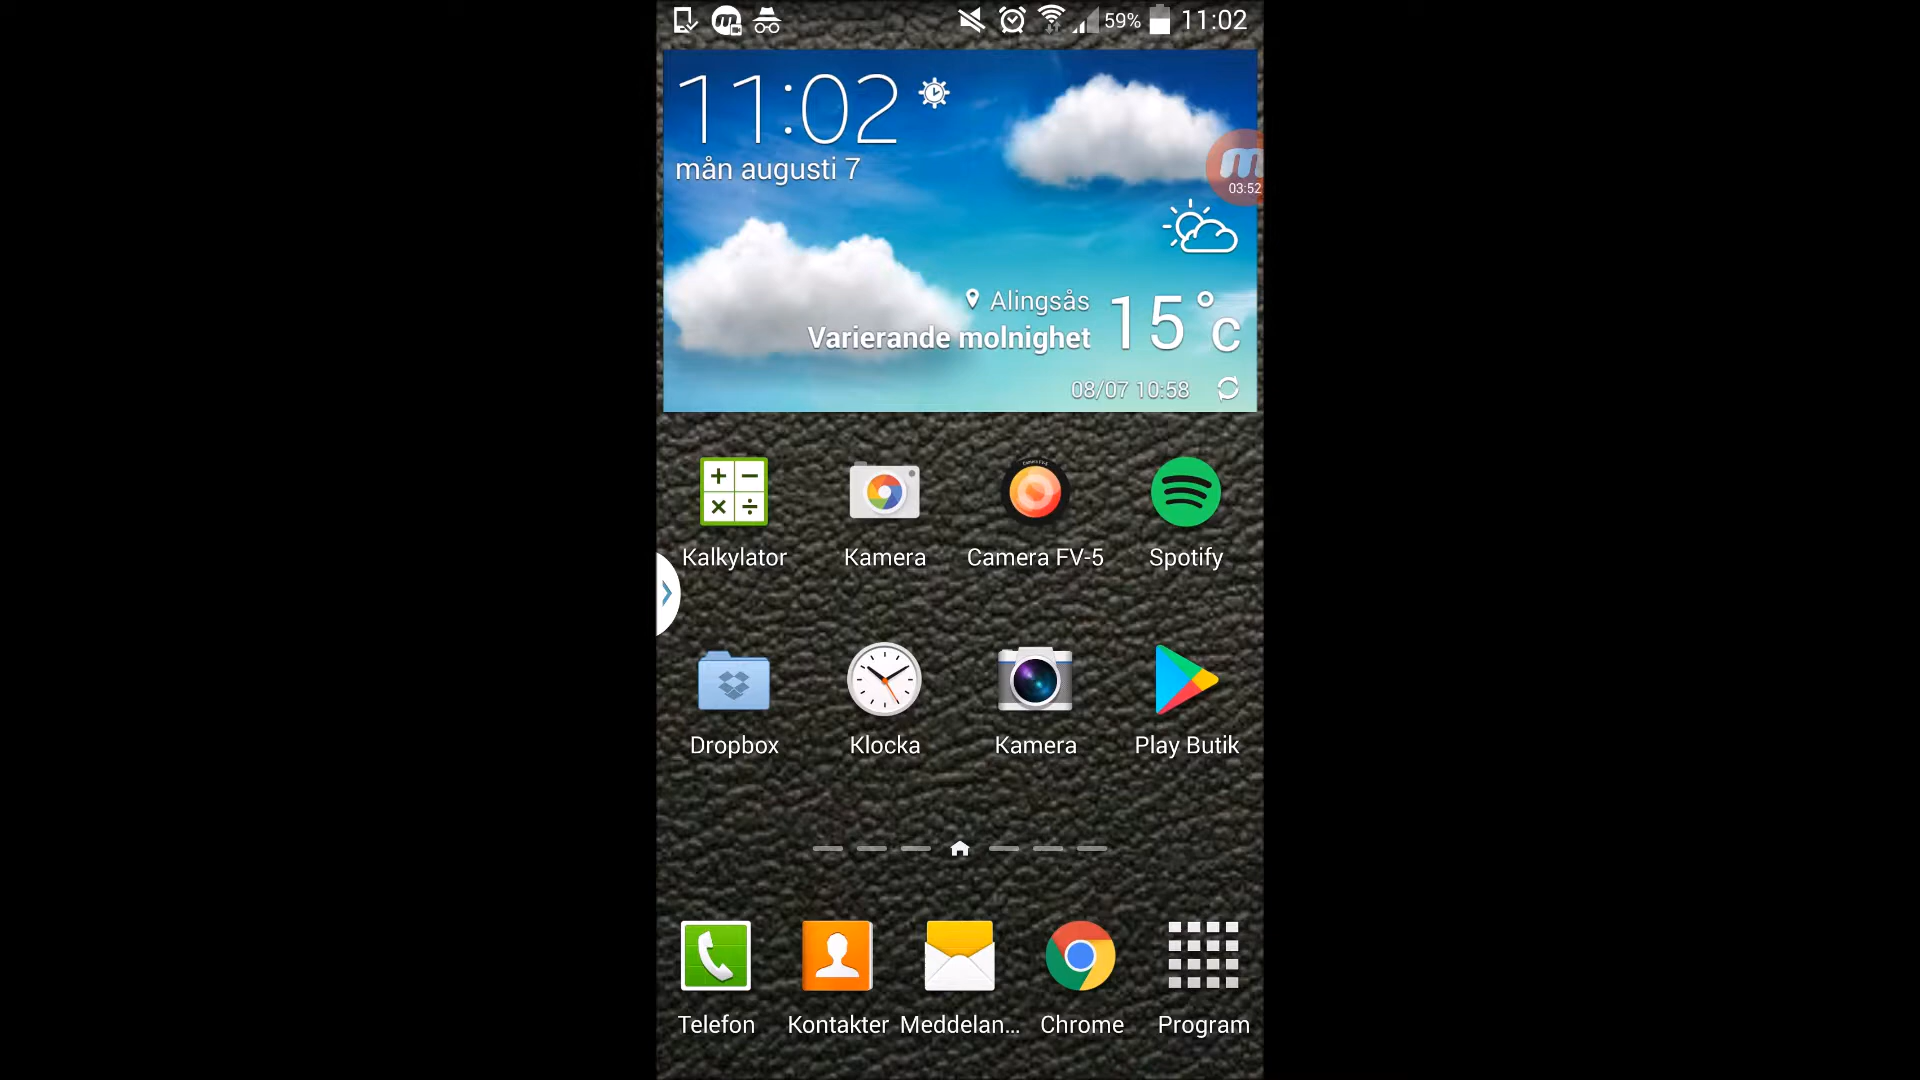 59% 11:02
11:02
mån augusti 7
03:52
Alingsås
Varierande molnighet
15°C
08/07 10:58
Kalkylator Kamera Camera FV-5 Spotify
Dropbox Klocka Kamera Play Butik
Telefon Kontakter Meddelan... Chrome Program